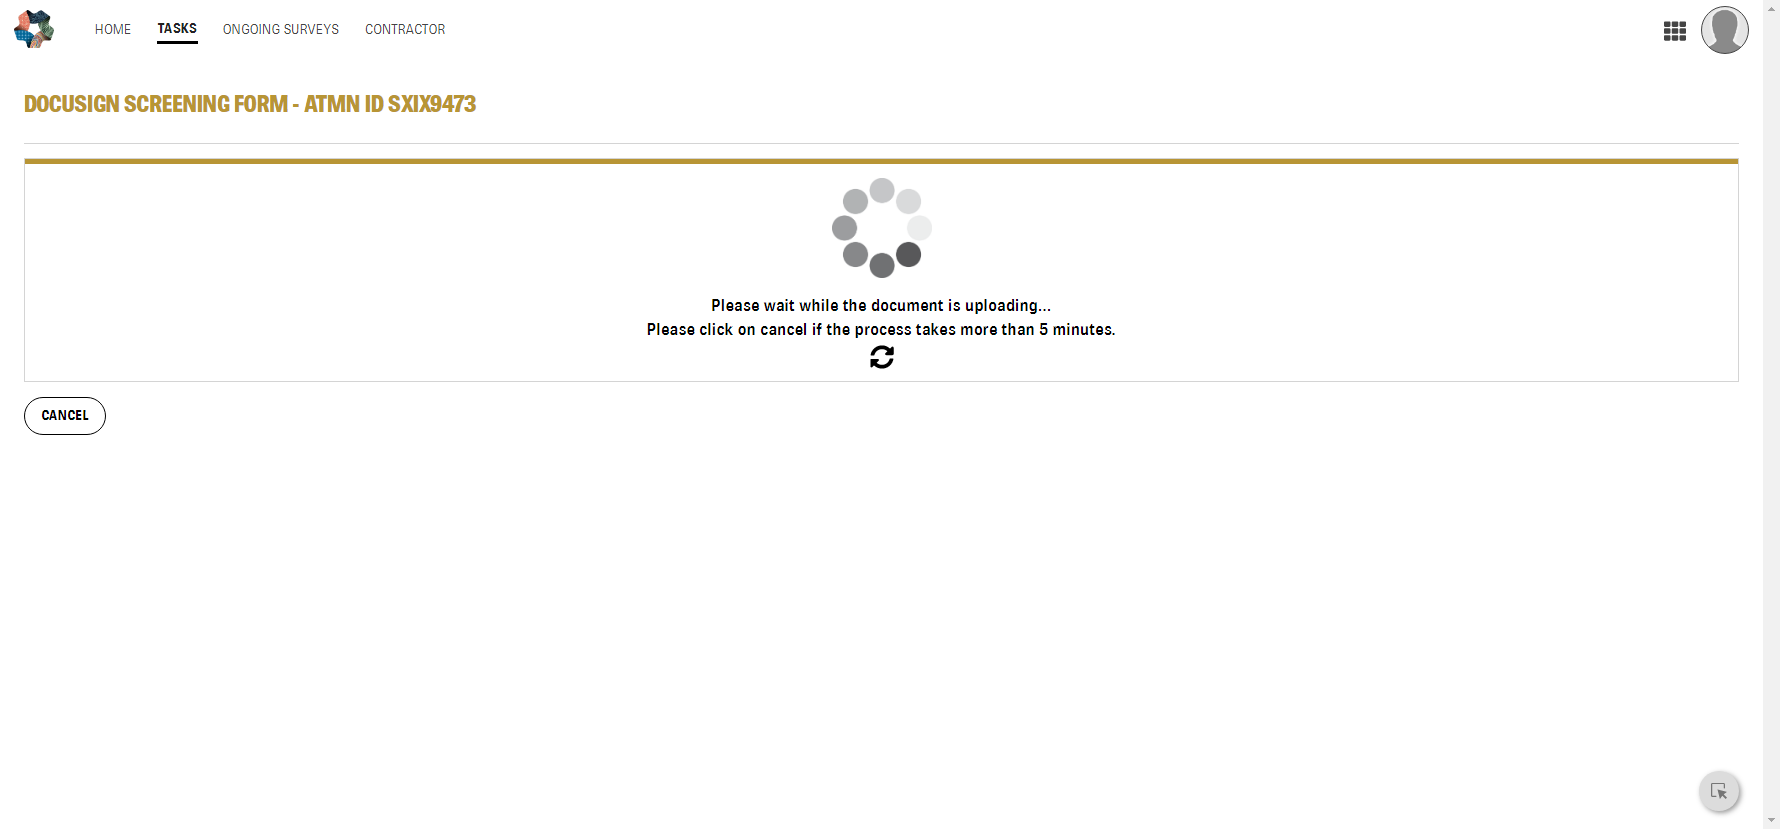 HOME
TASKS
ONGOING SURVEYS
CONTRACTOR
DOCUSIGN SCREENING FORM - ATMN ID SXIX9473
Please wait while the document is uploading...
Please click on cancel if the process takes more than 5 minutes.
CANCEL